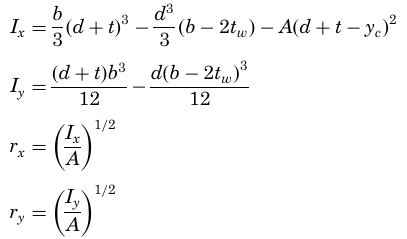 I_x = \frac{b}{3}(d + t)^3 - \frac{d^3}{3}(b - 2t_w) - A(d + t - y_c)^2
I_y = \frac{(d + t)b^3}{12} - \frac{d(b - 2t_w)^3}{12}
r_x = \left(\frac{I_x}{A}\right)^{1/2}
r_y = \left(\frac{I_y}{A}\right)^{1/2}